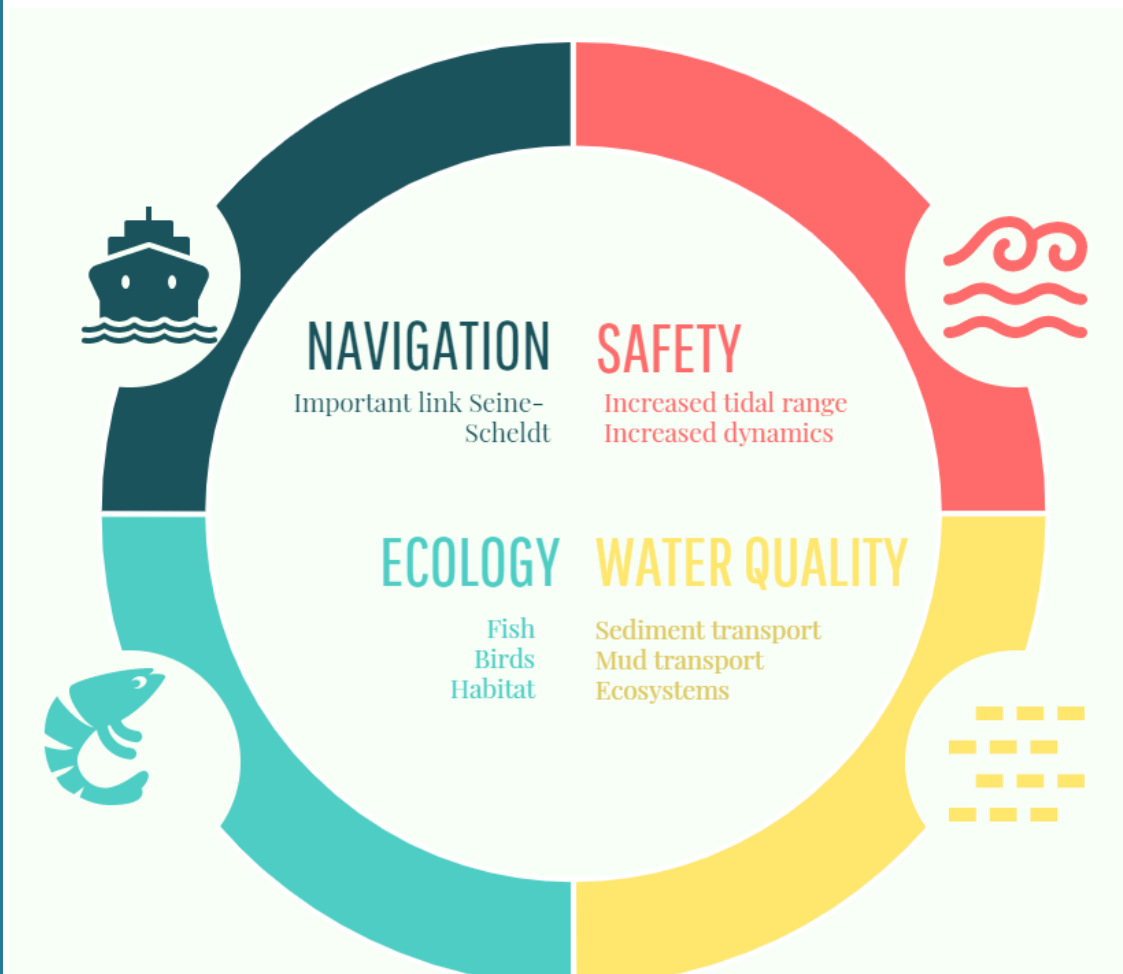 NAVIGATION
Important link Seine-
Scheldt
SAFETY
Increased tidal range
Increased dynamics
ECOLOGY
Fish
Birds
Habitat
WATER QUALITY
Sediment transport
Mud transport
Ecosystems